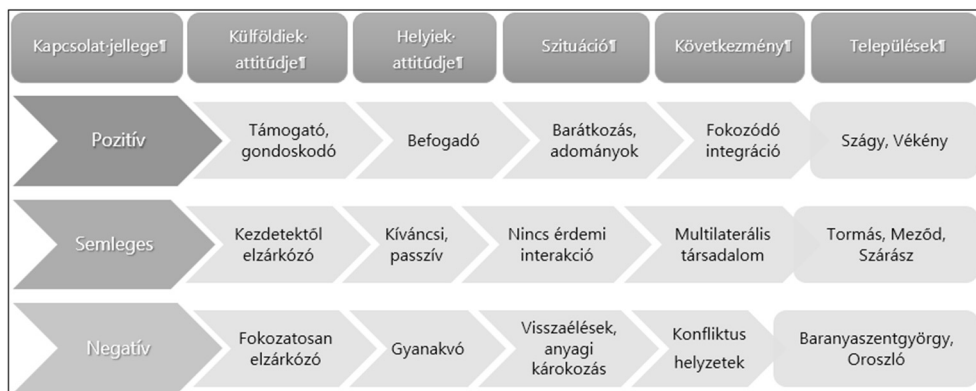 Kapcsolat·jellege¶
Külföldiek·
attitűdje¶
Helyiek·
attitűdje¶
Szituáció¶
Következmény¶
Települések¶
Pozitív
Támogató,
gondoskodó
Befogadó
Barátkozás,
adományok
Fokozódó
integráció
Szágy, Vékény
Semleges
Kezdetektől
elzárkózó
Kíváncsi,
passzív
Nincs érdemi
interakció
Multilaterális
társadalom
Tormás, Meződ,
Szárász
Negatív
Fokozatosan
elzárkózó
Gyanakvó
Visszaélések,
anyagi
károkozás
Konfliktus
helyzetek
Baranyaszentgyörgy,
Oroszló